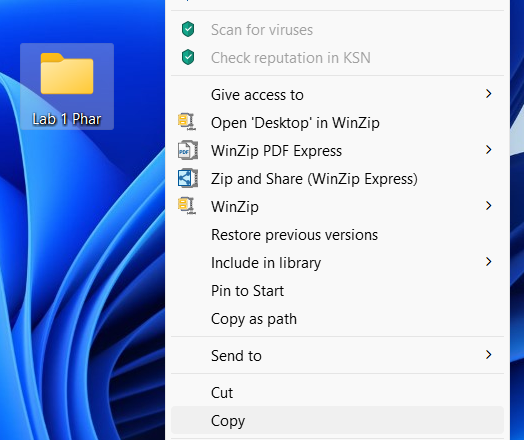 Lab 1 Phar
Scan for viruses
Check reputation in KSN
Give access to
Open 'Desktop' in WinZip
PDF
WinZip PDF Express
Zip and Share (WinZip Express)
WinZip
Restore previous versions
Include in library
Pin to Start
Copy as path
Send to
Cut
Copy